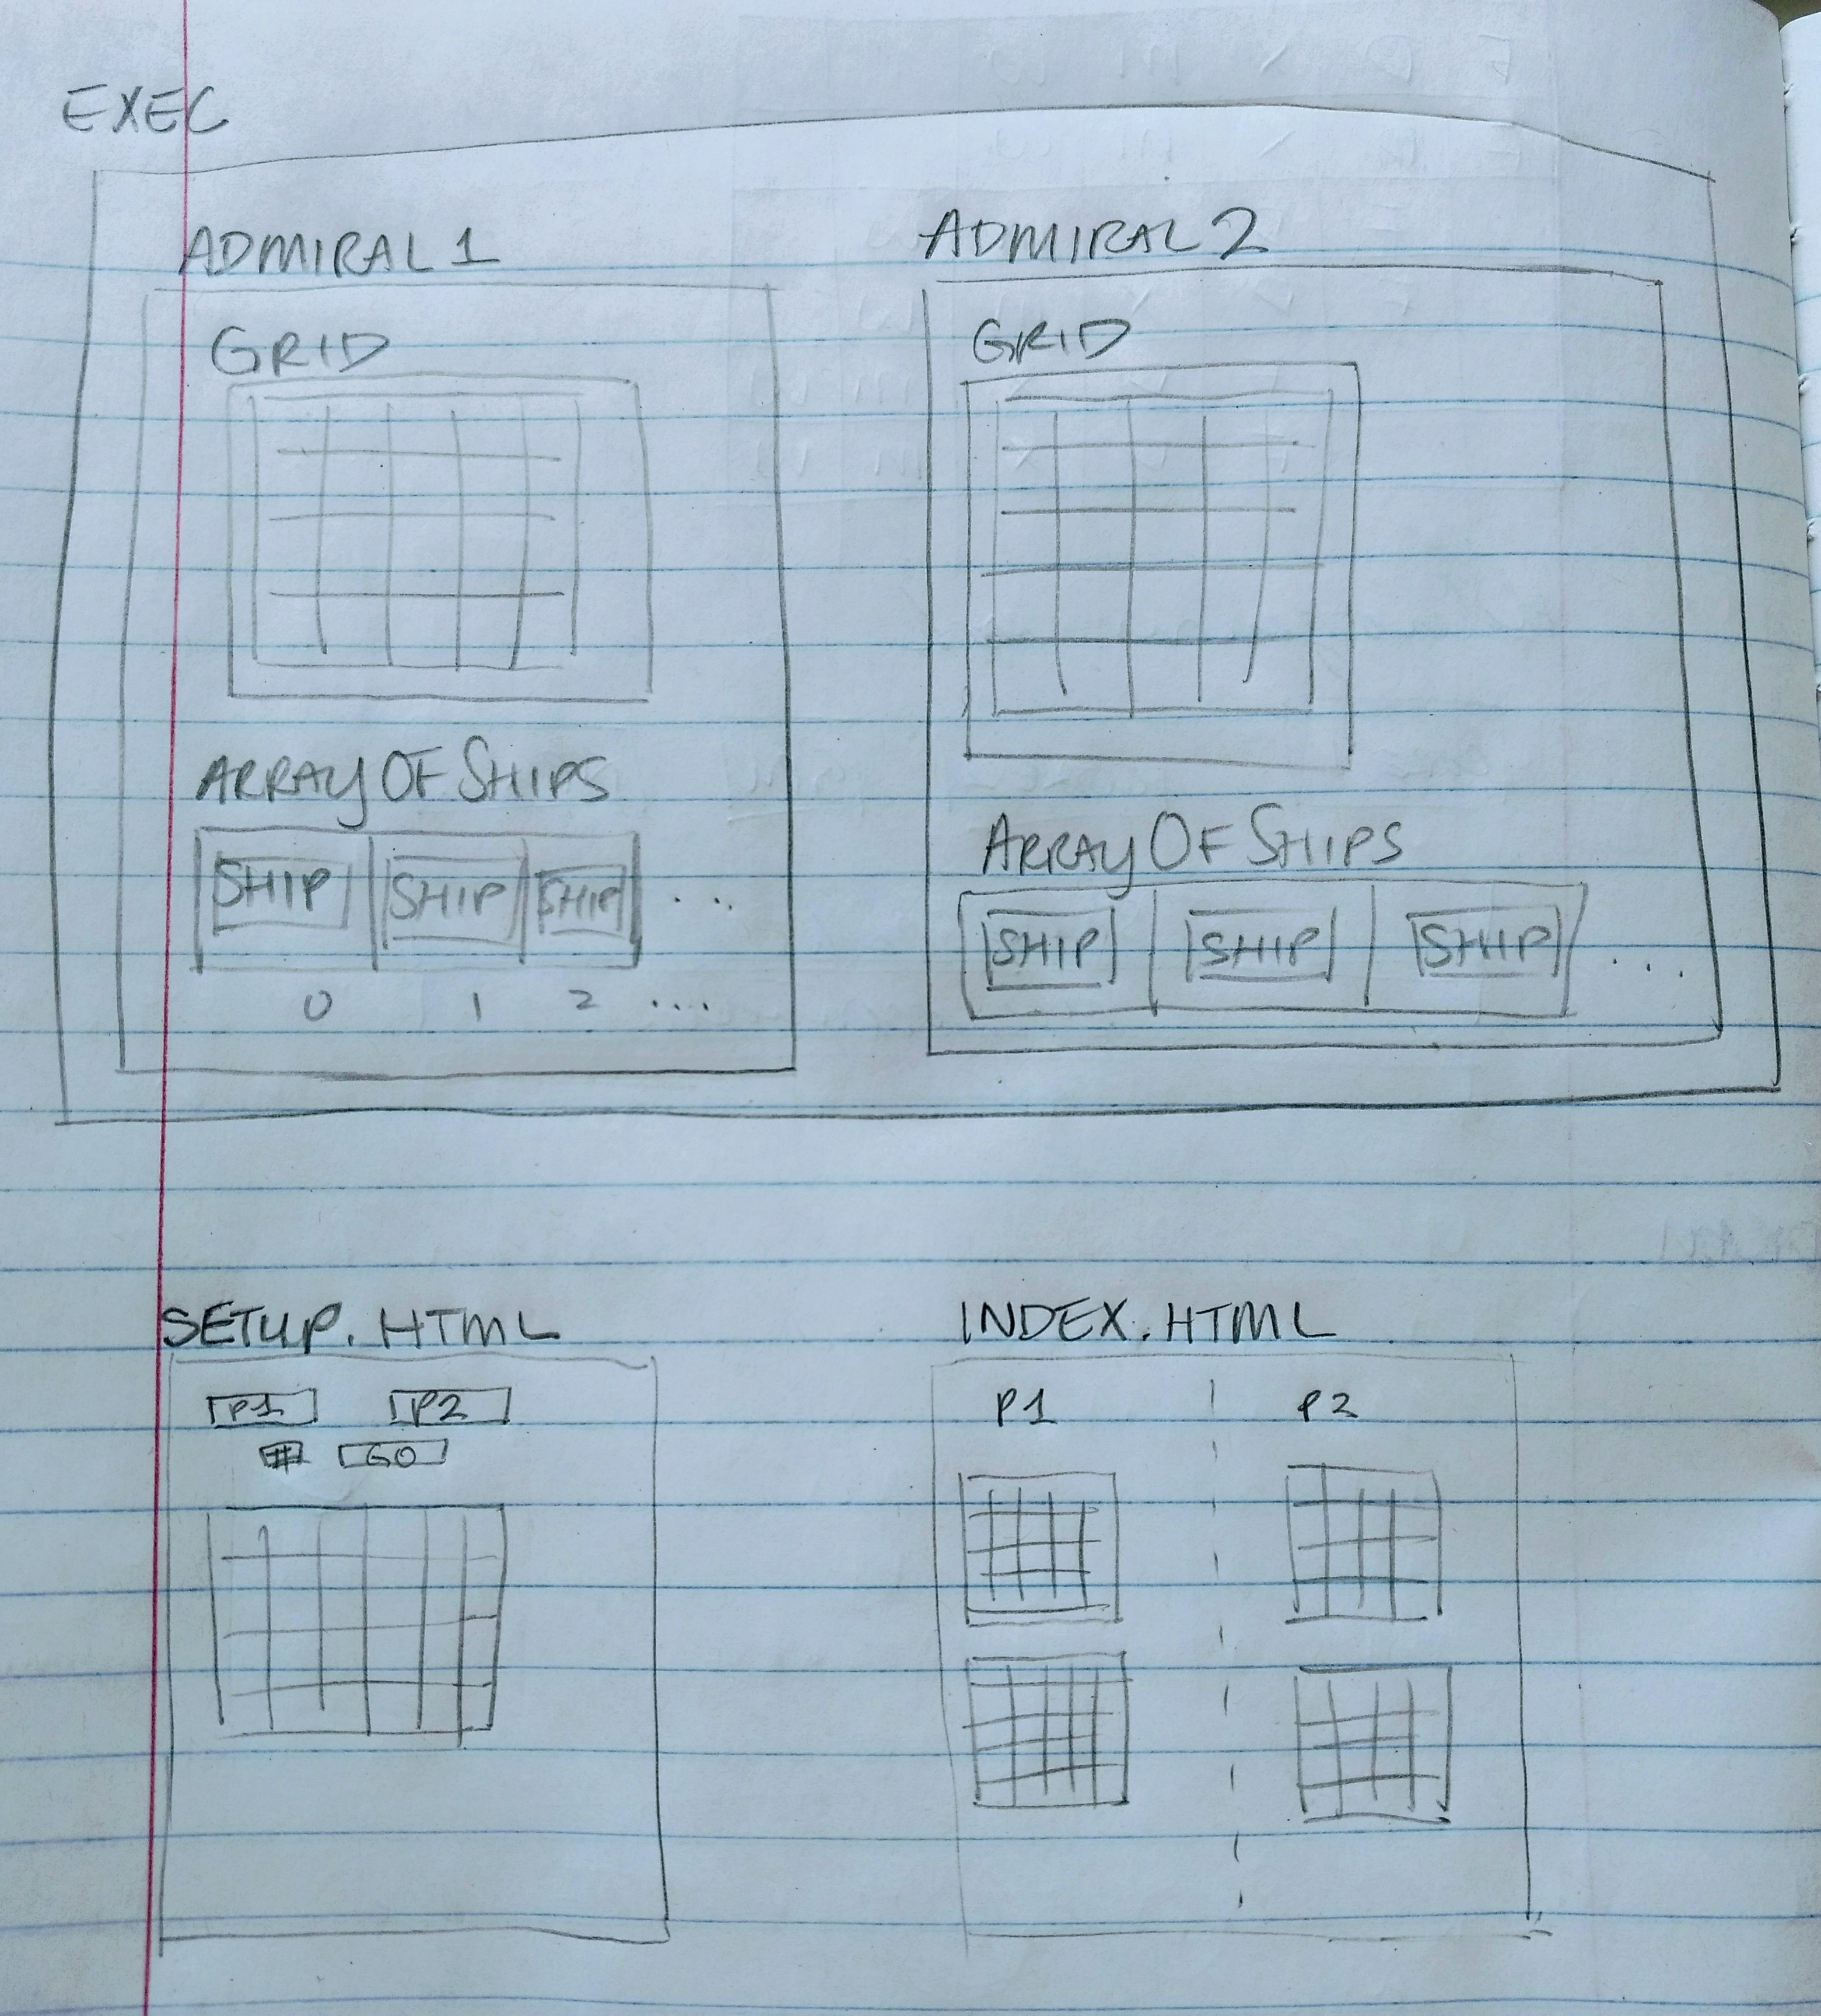 EXEC
ADMIRAL 1
ADMIRAL 2
GRID
GRID
ARRAY OF SHIPS
ARRAY OF SHIPS
SHIP SHIP SHIP ...
SHIP SHIP SHIP ....
0 1 2 ....
SETUP.HTML
INDEX.HTML
P1 P2
P1 P2
# GO